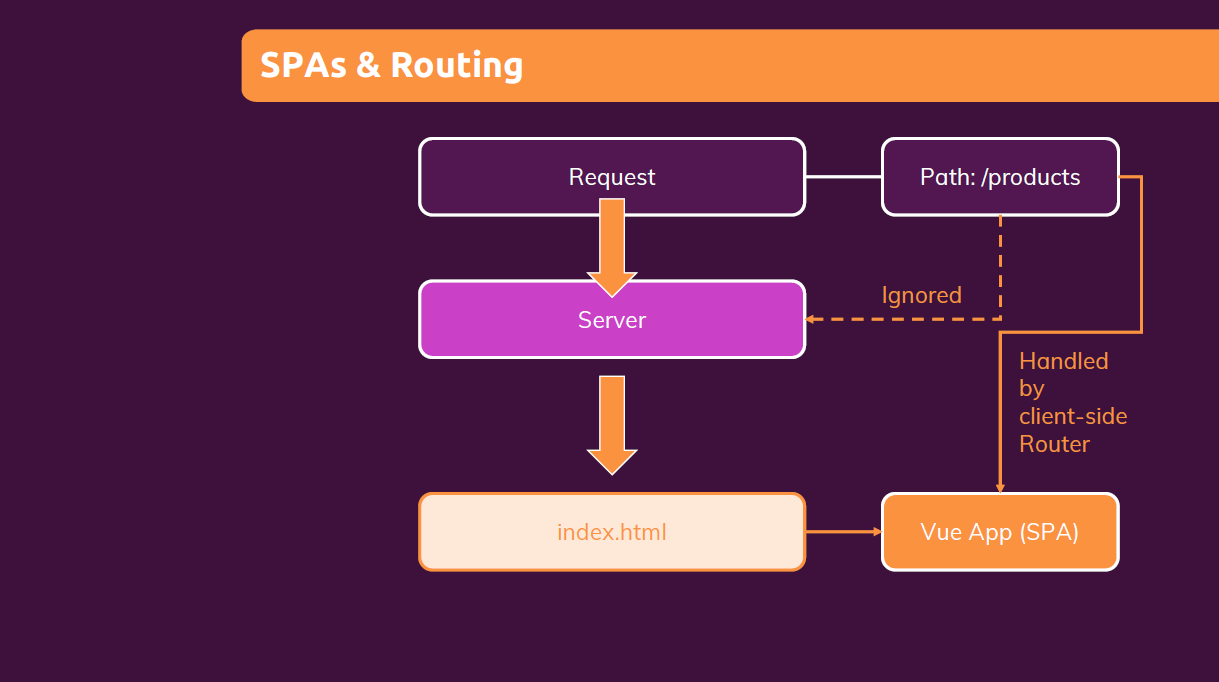 SPAs & Routing
Request
Path: /products
Ignored
Server
Handled
by
client-side
Router
index.html
Vue App (SPA)